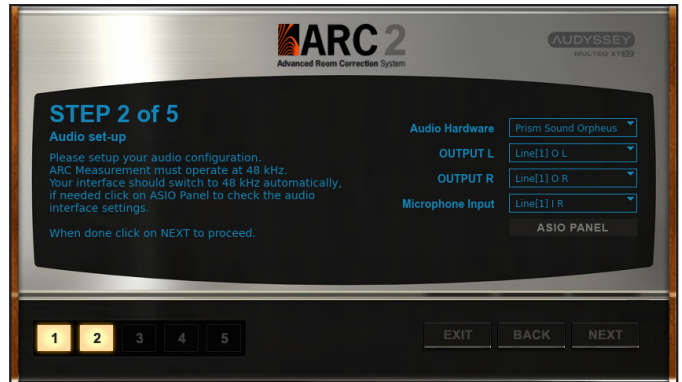 ARC 2
Advanced Room Correction System
AUDYSSEY
MULTEQ XT32
STEP 2 of 5
Audio set-up
Please setup your audio configuration.
ARC Measurement must operate at 48 kHz.
Your interface should switch to 48 kHz automatically,
if needed click on ASIO Panel to check the audio
interface settings.
When done click on NEXT to proceed.
Audio Hardware Prism Sound Orpheus
OUTPUT L Line[1] O L
OUTPUT R Line[1] O R
Microphone Input Line[1] I R
ASIO PANEL
1 2 3 4 5
EXIT BACK NEXT